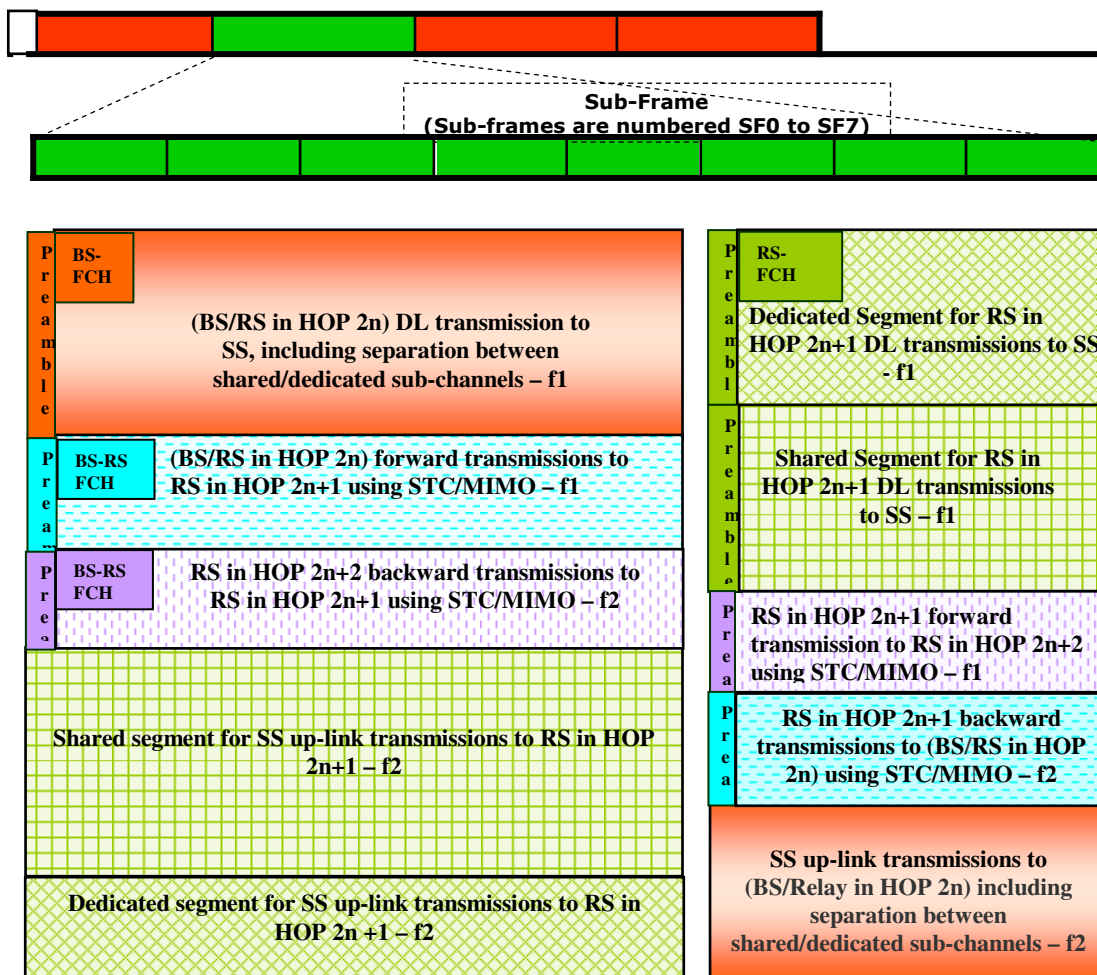 Sub-Frame
(Sub-frames are numbered SF0 to SF7)
Preamble
BS-
FCH
(BS/RS in HOP 2n) DL transmission to
SS, including separation between
shared/dedicated sub-channels – f1
Pream
BS-RS
FCH
(BS/RS in HOP 2n) forward transmissions to
RS in HOP 2n+1 using STC/MIMO – f1
Prea
BS-RS
FCH
RS in HOP 2n+2 backward transmissions to
RS in HOP 2n+1 using STC/MIMO – f2
Shared segment for SS up-link transmissions to RS in HOP
2n+1 – f2
Dedicated segment for SS up-link transmissions to RS in
HOP 2n +1 – f2
Preambl
RS-
FCH
Dedicated Segment for RS in
HOP 2n+1 DL transmissions to SS
- f1
Preamble
Shared Segment for RS in
HOP 2n+1 DL transmissions
to SS – f1
Prea
RS in HOP 2n+1 forward
transmission to RS in HOP 2n+2
using STC/MIMO – f1
Prea
RS in HOP 2n+1 backward
transmissions to (BS/RS in HOP
2n) using STC/MIMO – f2
SS up-link transmissions to
(BS/Relay in HOP 2n) including
separation between
shared/dedicated sub-channels – f2